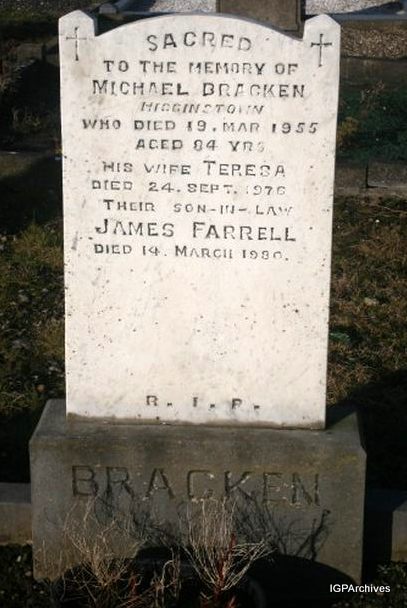 SACRED
TO THE MEMORY OF
MICHAEL BRACKEN
HIGGINSTOWN
WHO DIED 19. MAR 1955
AGED 84 YRS
HIS WIFE TERESA
DIED 24. SEPT. 1976
THEIR SON-IN-LAW
JAMES FARRELL
DIED 14. MARCH 1980.
R. I. P.
BRACKEN
IGPArchives